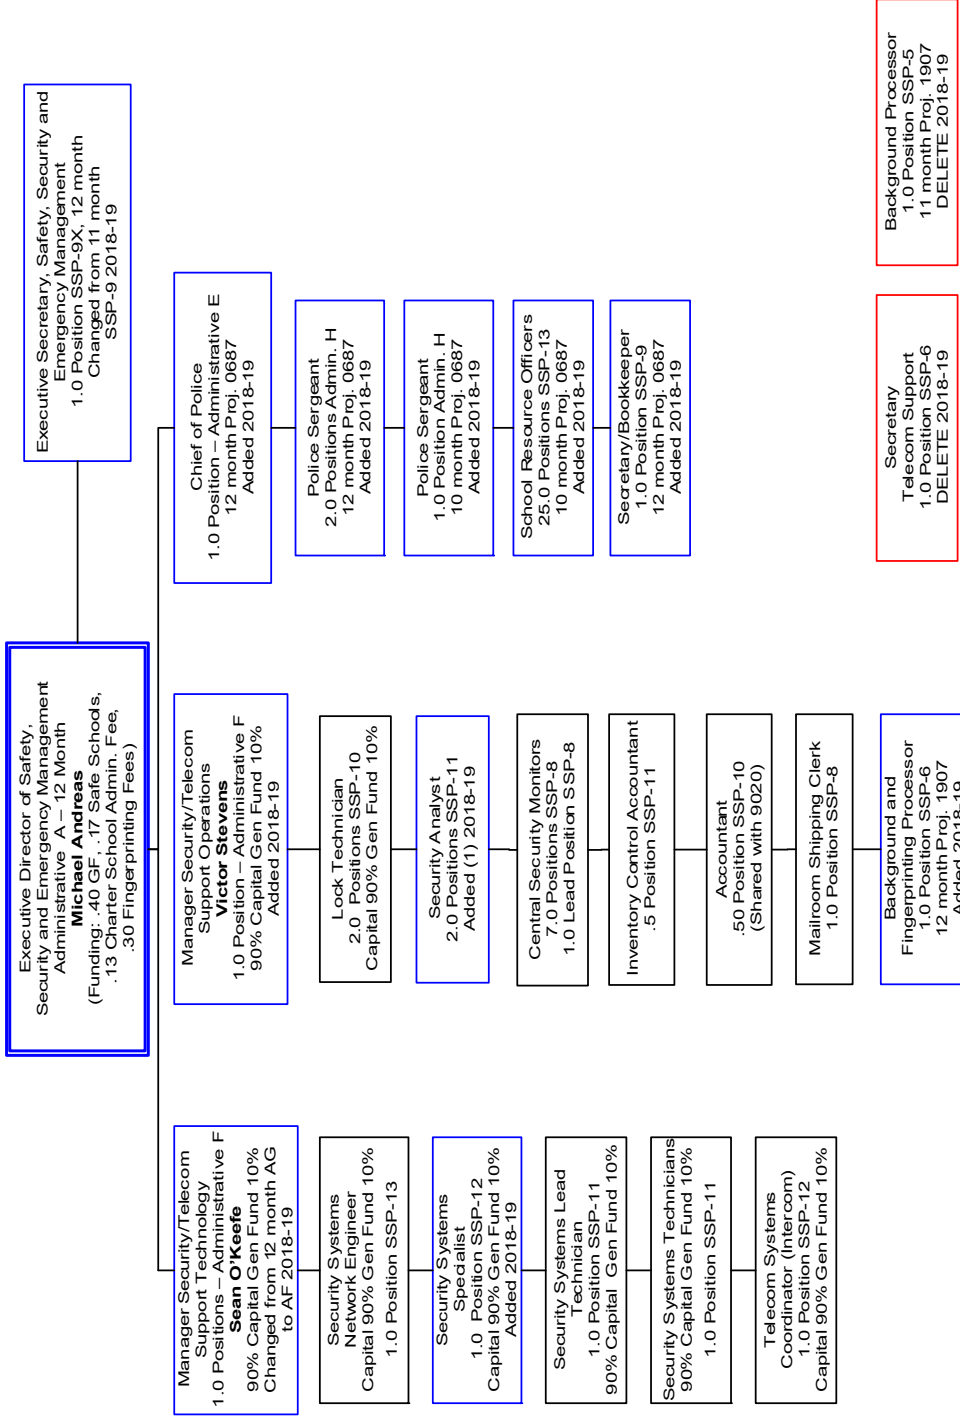 Executive Director of Safety,
Security and Emergency Management
Administrative A – 12 Month
Michael Andreas
(Funding: .40 GF, .17 Safe Schools,
.13 Charter School Admin. Fee,
.30 Fingerprinting Fees)
Executive Secretary, Safety, Security and
Emergency Management
1.0 Position SSP-9X, 12 month
Changed from 11 month
SSP-9 2018-19
Manager Security/Telecom
Support Technology
1.0 Positions – Administrative F
Sean O'Keefe
90% Capital Gen Fund 10%
Changed from 12 month AG
to AF 2018-19
Security Systems
Network Engineer
Capital 90% Gen Fund 10%
1.0 Position SSP-13
Security Systems
Specialist
1.0 Position SSP-12
Capital 90% Gen Fund 10%
Added 2018-19
Security Systems Lead
Technician
1.0 Position SSP-11
90% Capital Gen Fund 10%
Security Systems Technicians
90% Capital Gen Fund 10%
1.0 Position SSP-11
Telecom Systems
Coordinator (Intercom)
1.0 Position SSP-12
Capital 90% Gen Fund 10%
Manager Security/Telecom
Support Operations
Victor Stevens
1.0 Position – Administrative F
90% Capital Gen Fund 10%
Added 2018-19
Lock Technician
2.0 Positions SSP-10
Capital 90% Gen Fund 10%
Security Analyst
2.0 Positions SSP-11
Added (1) 2018-19
Central Security Monitors
7.0 Positions SSP-8
1.0 Lead Position SSP-8
Inventory Control Accountant
.5 Position SSP-11
Accountant
.50 Position SSP-10
(Shared with 9020)
Mailroom Shipping Clerk
1.0 Position SSP-8
Background and
Fingerprinting Processor
1.0 Position SSP-6
12 month Proj. 1907
Added 2018-19
Chief of Police
1.0 Position – Administrative E
12 month Proj. 0687
Added 2018-19
Police Sergeant
2.0 Positions Admin. H
12 month Proj. 0687
Added 2018-19
Police Sergeant
1.0 Position Admin. H
10 month Proj. 0687
Added 2018-19
School Resource Officers
25.0 Positions SSP-13
10 month Proj. 0687
Added 2018-19
Secretary/Bookkeeper
1.0 Position SSP-9
12 month Proj. 0687
Added 2018-19
Secretary
Telecom Support
1.0 Position SSP-6
DELETE 2018-19
Background Processor
1.0 Position SSP-5
11 month Proj. 1907
DELETE 2018-19